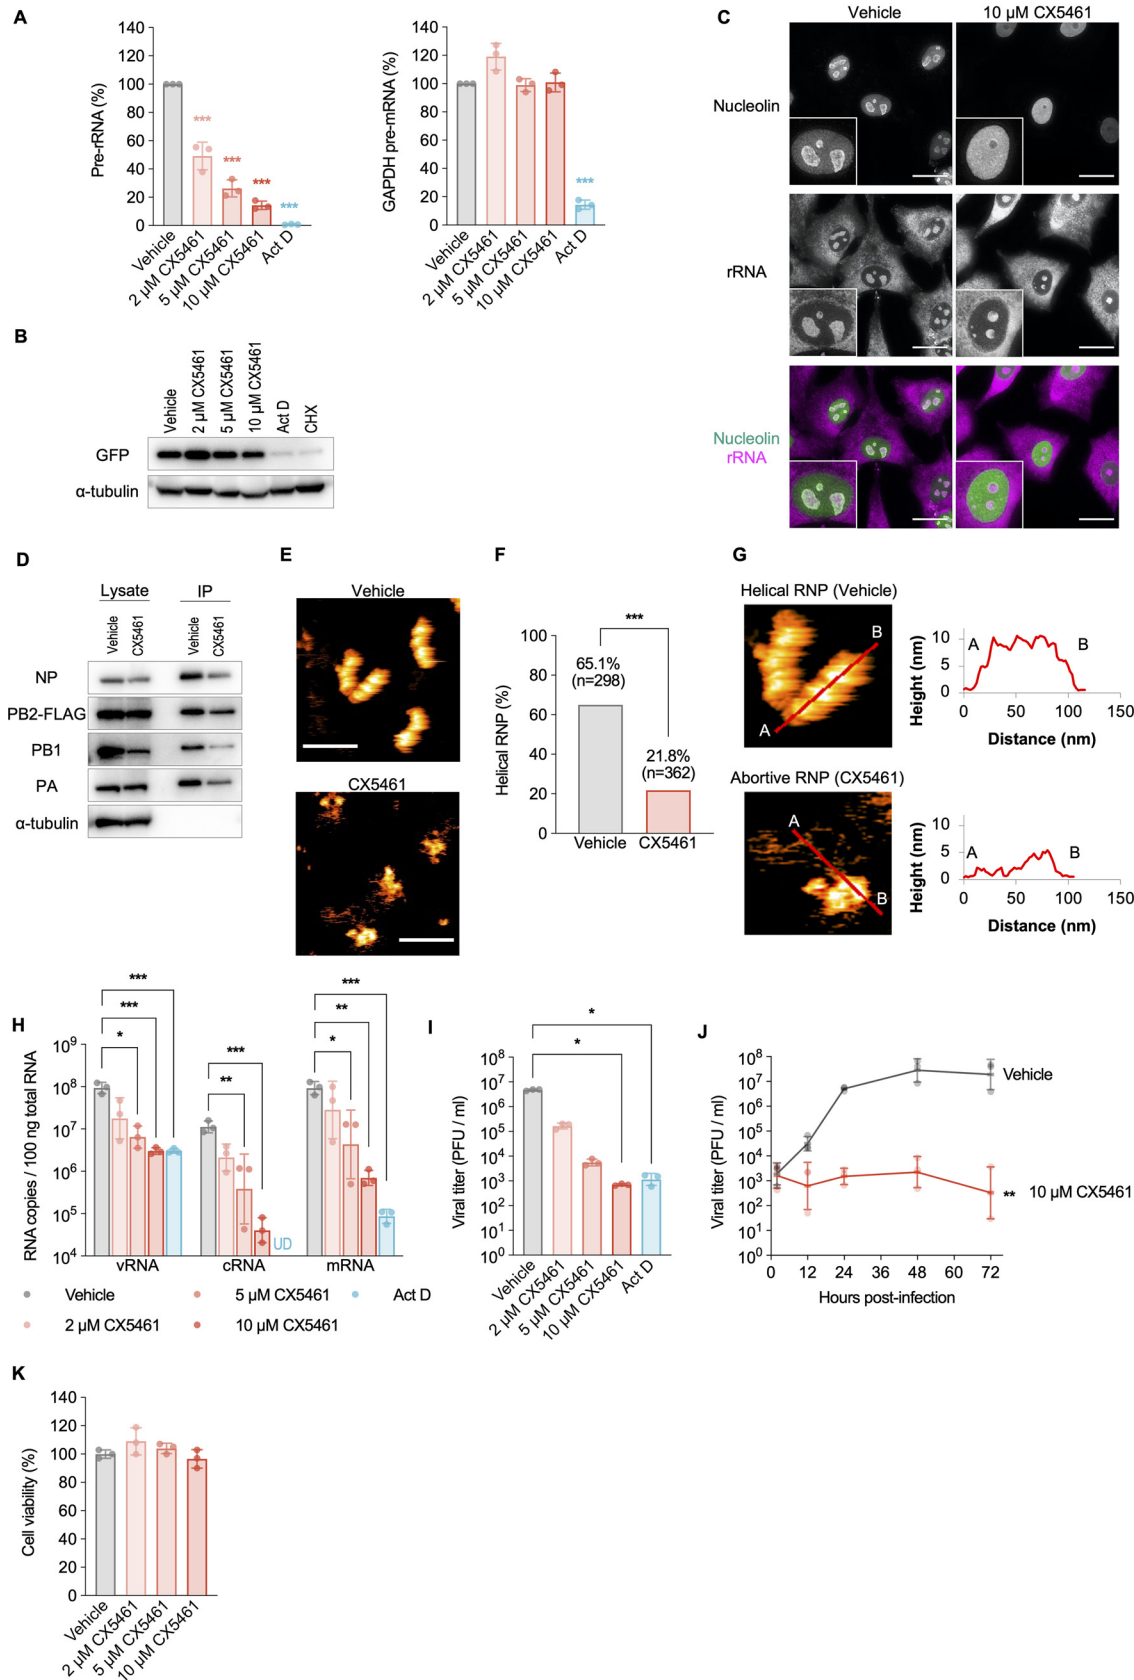 A
140
120
100
80
60
40
20
0
Pre-rRNA (%)
***
***
***
***
Vehicle
2 µM CX5461
5 µM CX5461
10 µM CX5461
Act D
140
120
100
80
60
40
20
0
GAPDH pre-mRNA (%)
***
Vehicle
2 µM CX5461
5 µM CX5461
10 µM CX5461
Act D
B
Vehicle
2 µM CX5461
5 µM CX5461
10 µM CX5461
Act D
CHX
GFP
α-tubulin
C
Vehicle
10 µM CX5461
Nucleolin
rRNA
Nucleolin
rRNA
D
Lysate
IP
Vehicle
CX5461
Vehicle
CX5461
NP
PB2-FLAG
PB1
PA
α-tubulin
E
Vehicle
CX5461
F
***
100
80
60
40
20
0
Helical RNP (%)
65.1%
(n=298)
21.8%
(n=362)
Vehicle
CX5461
G
Helical RNP (Vehicle)
A
B
10
5
0
Height (nm)
A
B
0
50
100
150
Distance (nm)
Abortive RNP (CX5461)
A
B
10
5
0
Height (nm)
A
B
0
50
100
150
Distance (nm)
H
10⁹
10⁸
10⁷
10⁶
10⁵
10⁴
RNA copies / 100 ng total RNA
***
***
*
***
**
***
**
*
UD
vRNA
cRNA
mRNA
Vehicle
5 µM CX5461
Act D
2 µM CX5461
10 µM CX5461
I
10⁸
10⁷
10⁶
10⁵
10⁴
10³
10²
10¹
10⁰
Viral titer (PFU / ml)
*
*
Vehicle
2 µM CX5461
5 µM CX5461
10 µM CX5461
Act D
J
10⁸
10⁷
10⁶
10⁵
10⁴
10³
10²
10¹
10⁰
Viral titer (PFU / ml)
Vehicle
** 10 µM CX5461
0
12
24
36
48
60
72
Hours post-infection
K
140
120
100
80
60
40
20
0
Cell viability (%)
Vehicle
2 µM CX5461
5 µM CX5461
10 µM CX5461